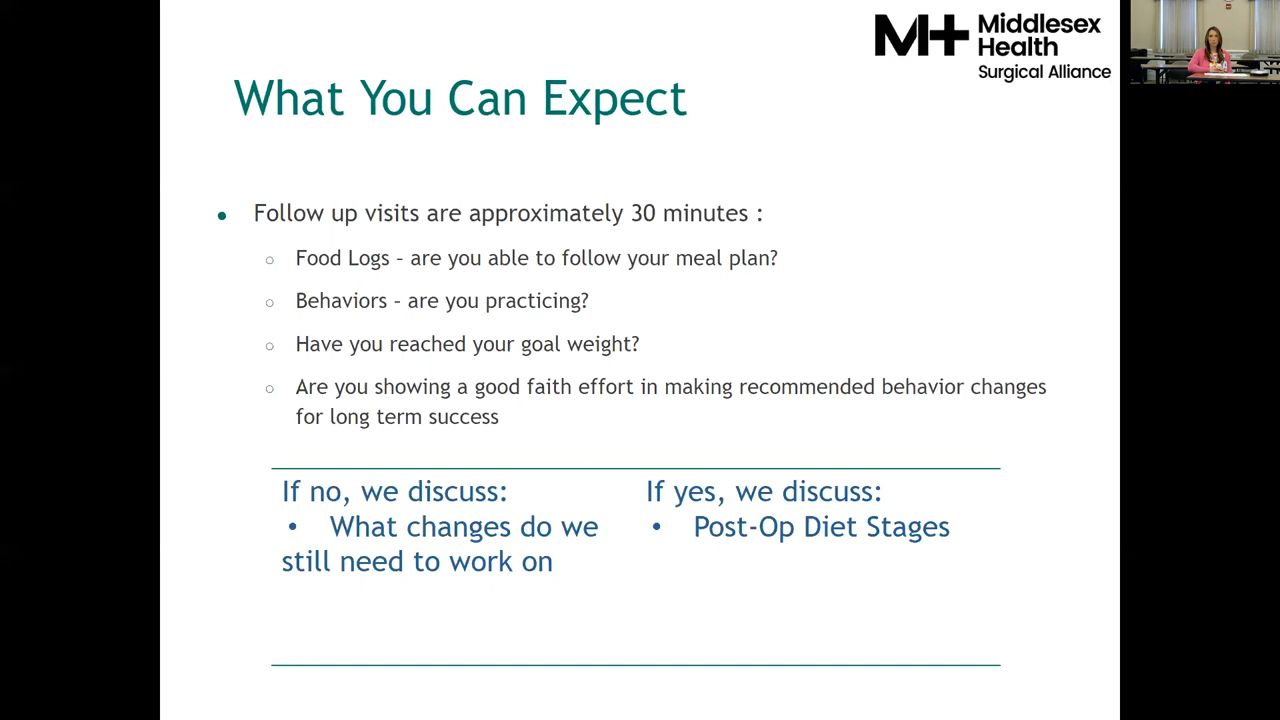 M+ Middlesex
Health
Surgical Alliance
What You Can Expect
• Follow up visits are approximately 30 minutes :
○ Food Logs – are you able to follow your meal plan?
○ Behaviors – are you practicing?
○ Have you reached your goal weight?
○ Are you showing a good faith effort in making recommended behavior changes
for long term success
If no, we discuss:
• What changes do we
still need to work on
If yes, we discuss:
• Post-Op Diet Stages